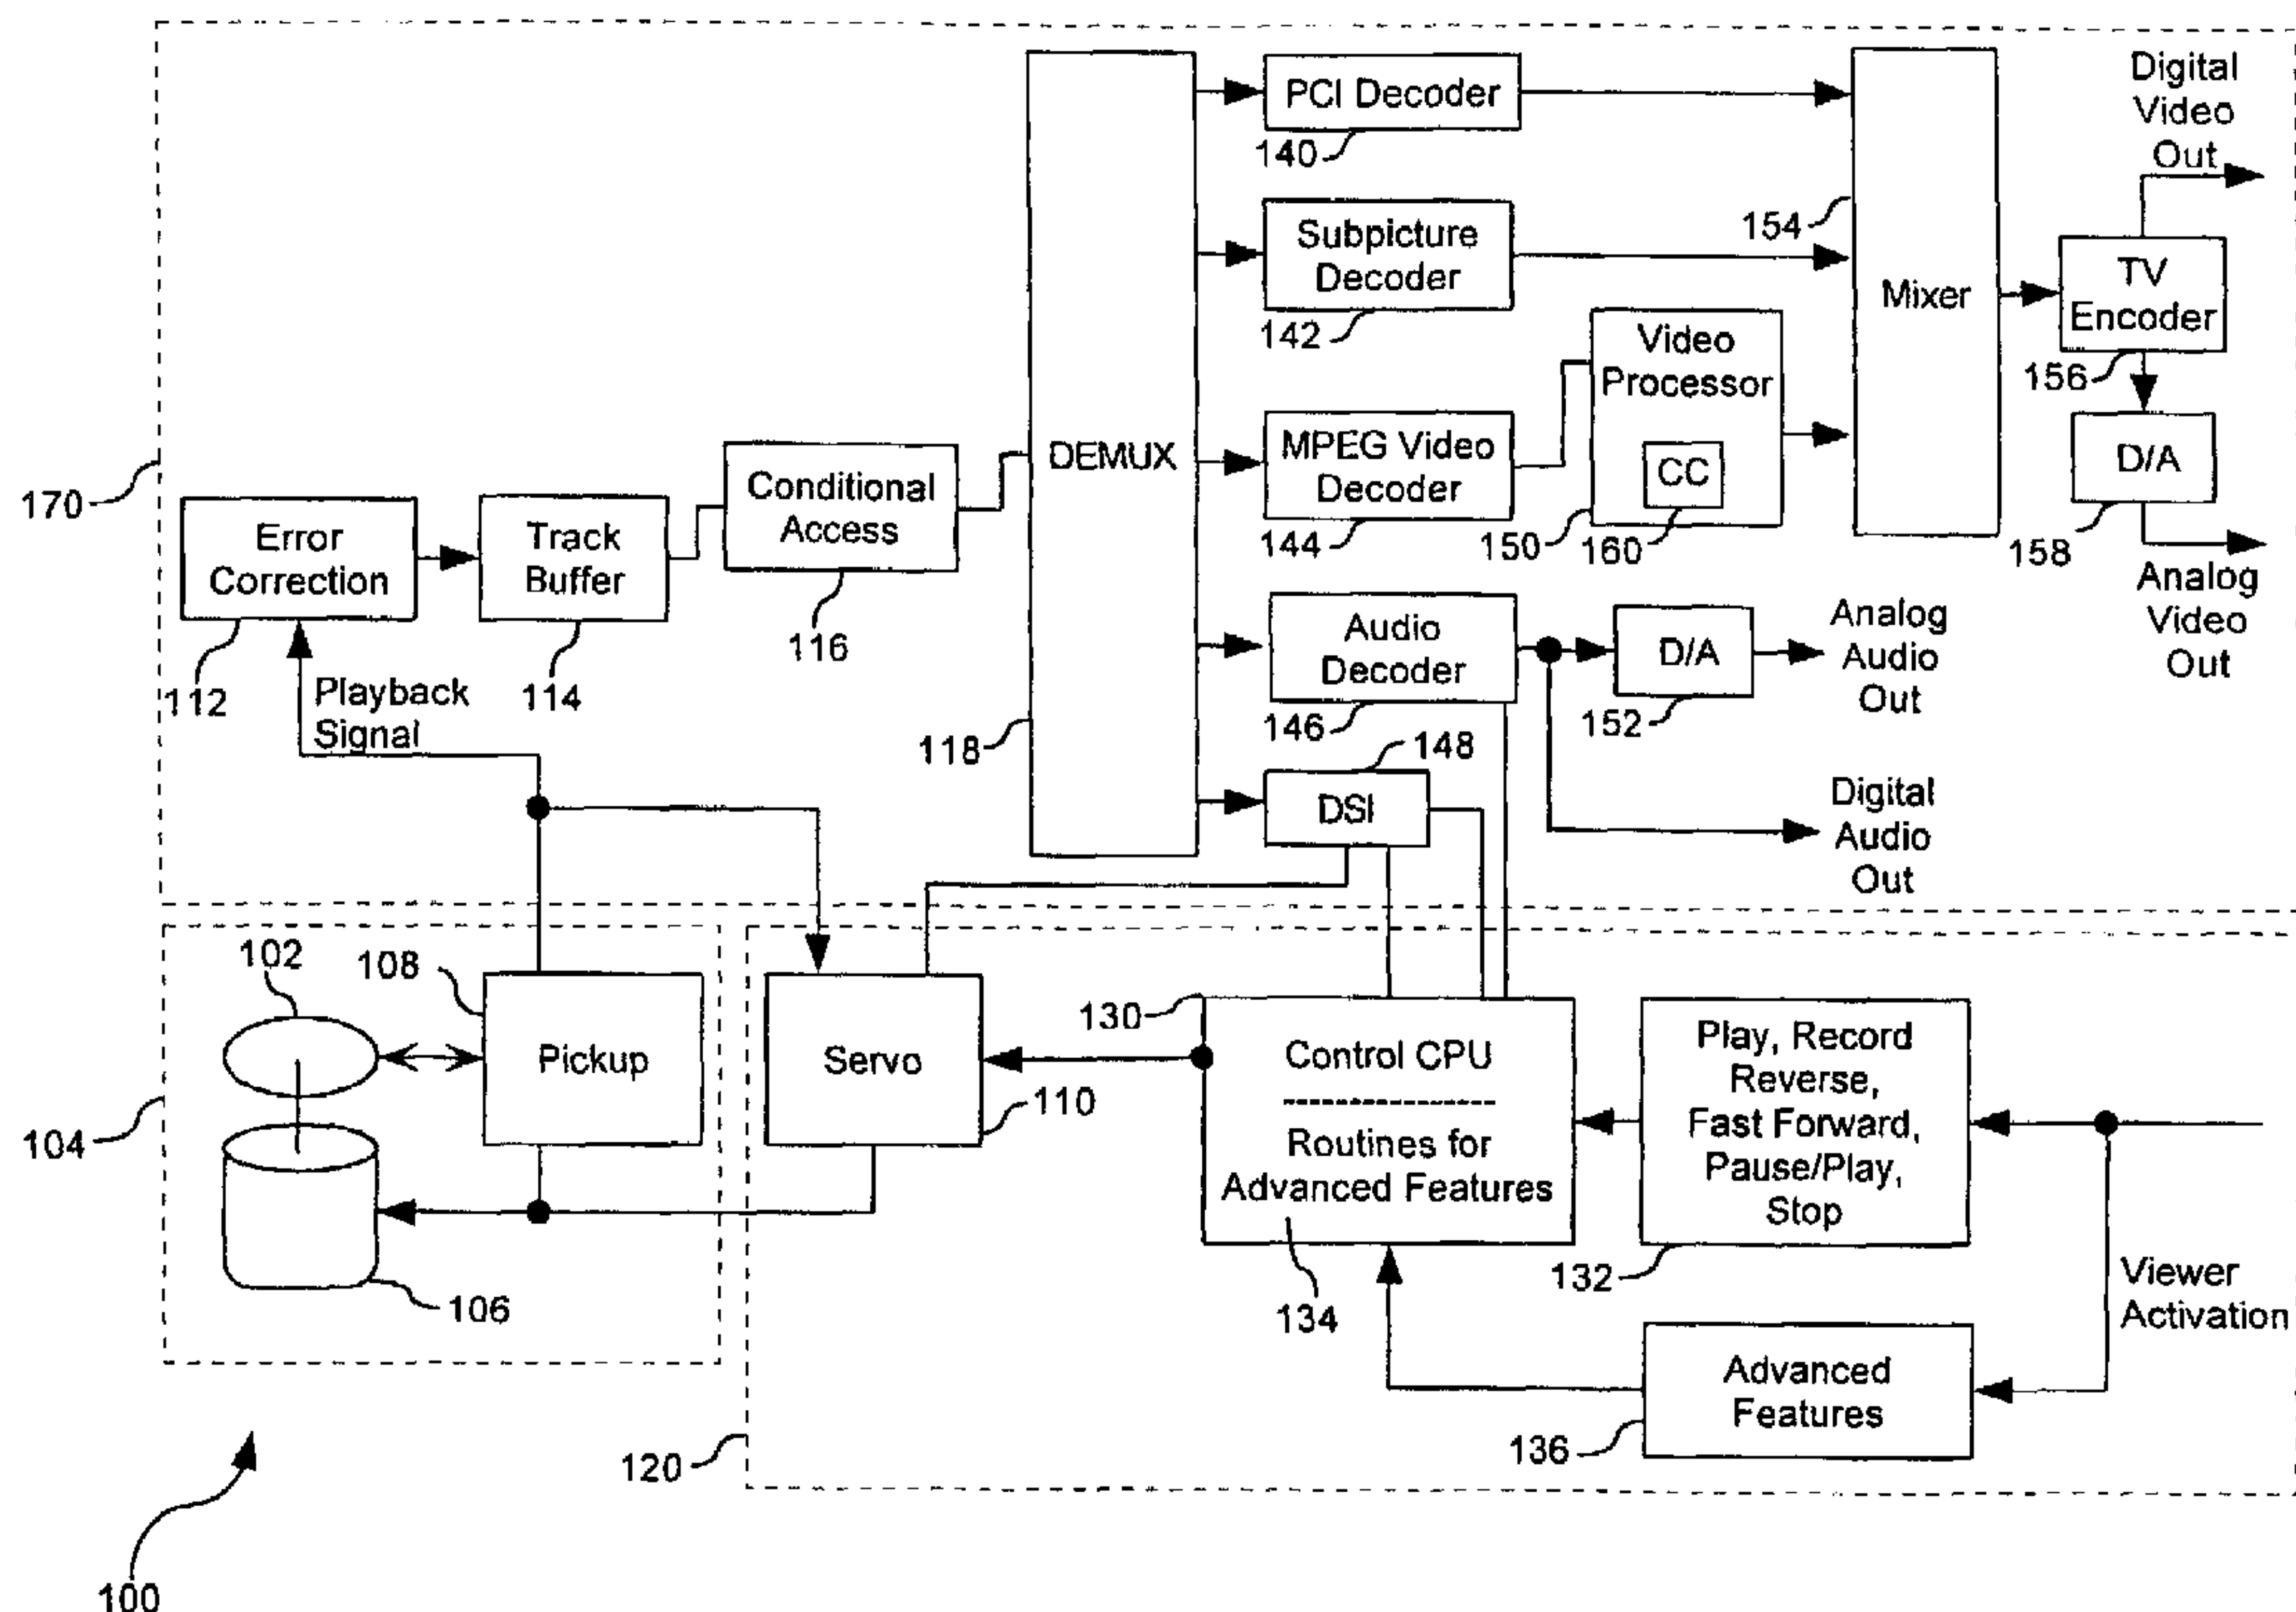 Digital
Video
Out
PCI Decoder
140
154
Subpicture
Decoder
142
Mixer
TV
Encoder
156
Video
Processor
CC
150
160
D/A
158
Analog
Video
Out
170
DEMUX
MPEG Video
Decoder
144
Conditional
Access
116
Error
Correction
112
Track
Buffer
114
Playback
Signal
118
Audio
Decoder
146
D/A
152
Analog
Audio
Out
148
DSI
Digital
Audio
Out
102
108
Pickup
104
106
Servo
110
130
Control CPU
Routines for
Advanced Features
134
Play, Record
Reverse,
Fast Forward,
Pause/Play,
Stop
132
Viewer
Activation
Advanced
Features
136
120
100